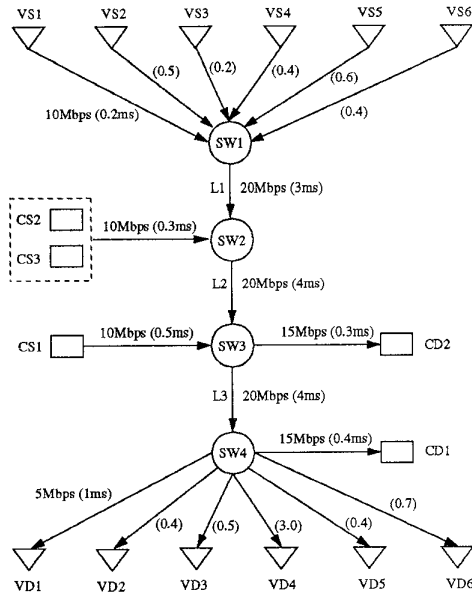 VS1 VS2 VS3 VS4 VS5 VS6
(0.5) (0.2) (0.4) (0.6)
10Mbps (0.2ms) (0.4)
SW1
L1 20Mbps (3ms)
CS2
10Mbps (0.3ms) SW2
CS3
L2 20Mbps (4ms)
10Mbps (0.5ms) 15Mbps (0.3ms)
CS1 SW3 CD2
L3 20Mbps (4ms)
15Mbps (0.4ms)
SW4 CD1
5Mbps (1ms) (0.7)
(0.4) (0.5) (3.0) (0.4)
VD1 VD2 VD3 VD4 VD5 VD6